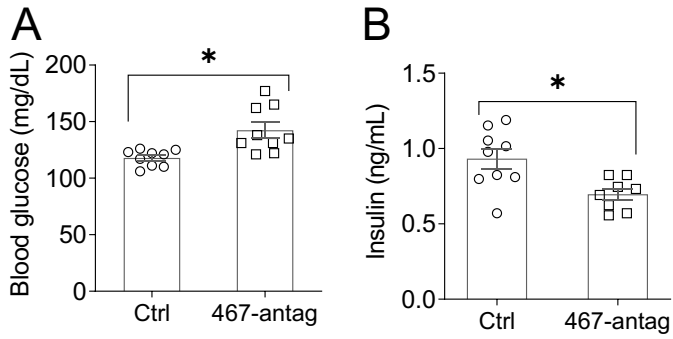 A
Blood glucose (mg/dL)
200
150
100
50
0
*
Ctrl
467-antag
B
Insulin (ng/mL)
1.5
1.0
0.5
0.0
*
Ctrl
467-antag